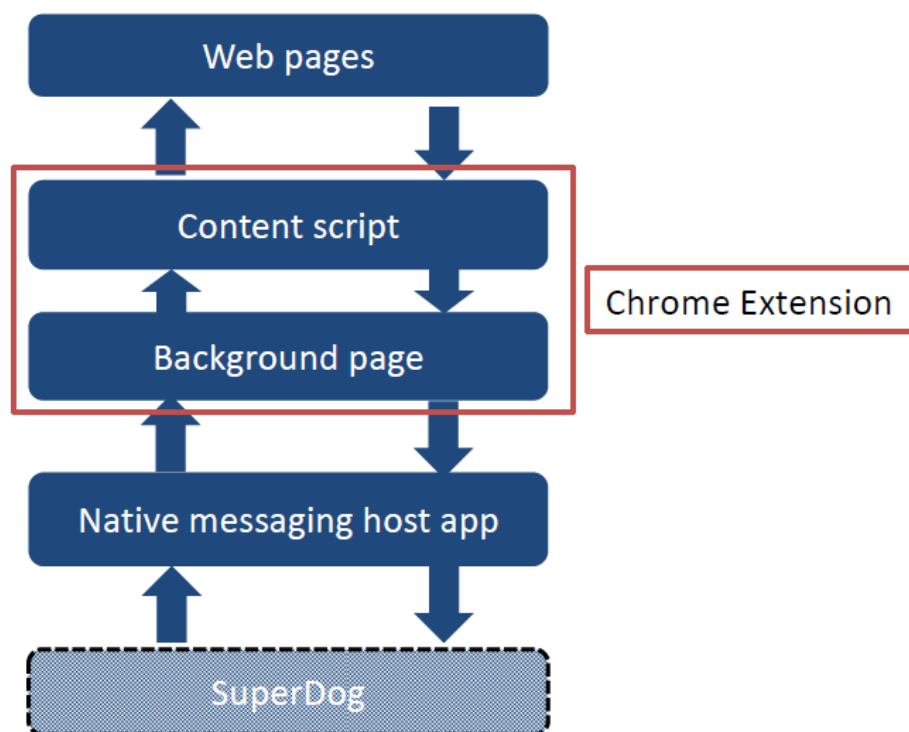 Web pages
Content script
Chrome Extension
Background page
Native messaging host app
SuperDog